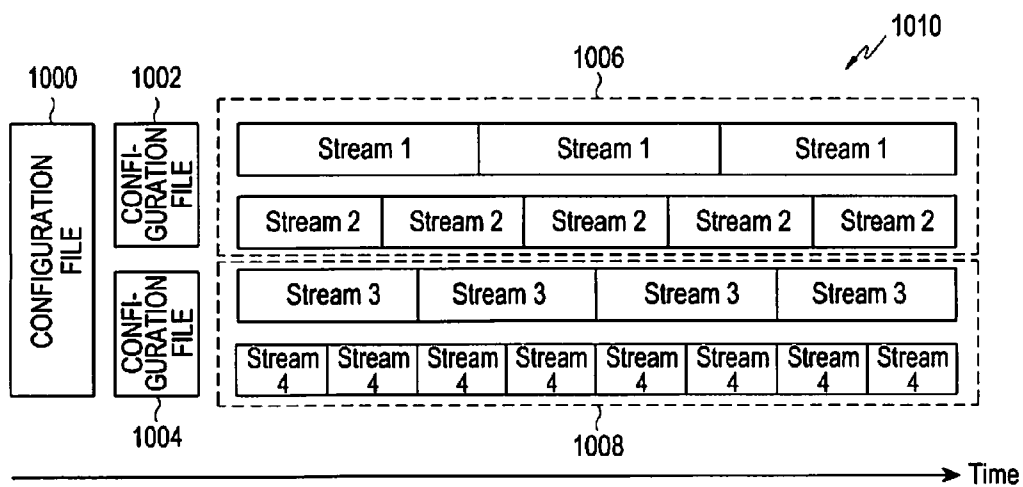 1010
1006
1000
1002
CONFIGURATION
FILE
CONFI-
GURATION
FILE
Stream 1 Stream 1 Stream 1
Stream 2 Stream 2 Stream 2 Stream 2 Stream 2
CONFI-
GURATION
FILE
Stream 3 Stream 3 Stream 3 Stream 3
Stream Stream Stream Stream Stream Stream Stream Stream
4 4 4 4 4 4 4 4
1004
1008
Time